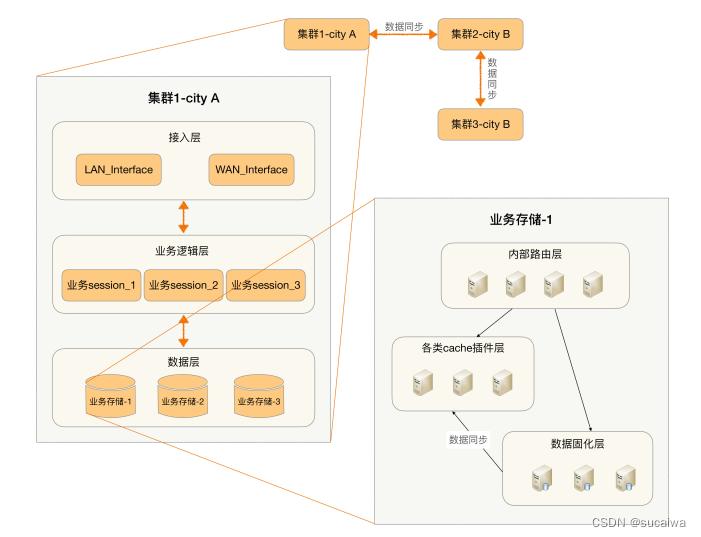 集群1-city A
数据同步
集群2-city B
数据同步
集群3-city B
集群1-city A
接入层
LAN_Interface
WAN_Interface
业务逻辑层
业务session_1
业务session_2
业务session_3
数据层
业务存储-1
业务存储-2
业务存储-3
业务存储-1
内部路由层
各类cache插件层
数据同步
数据固化层
CSDN @sucaiwa